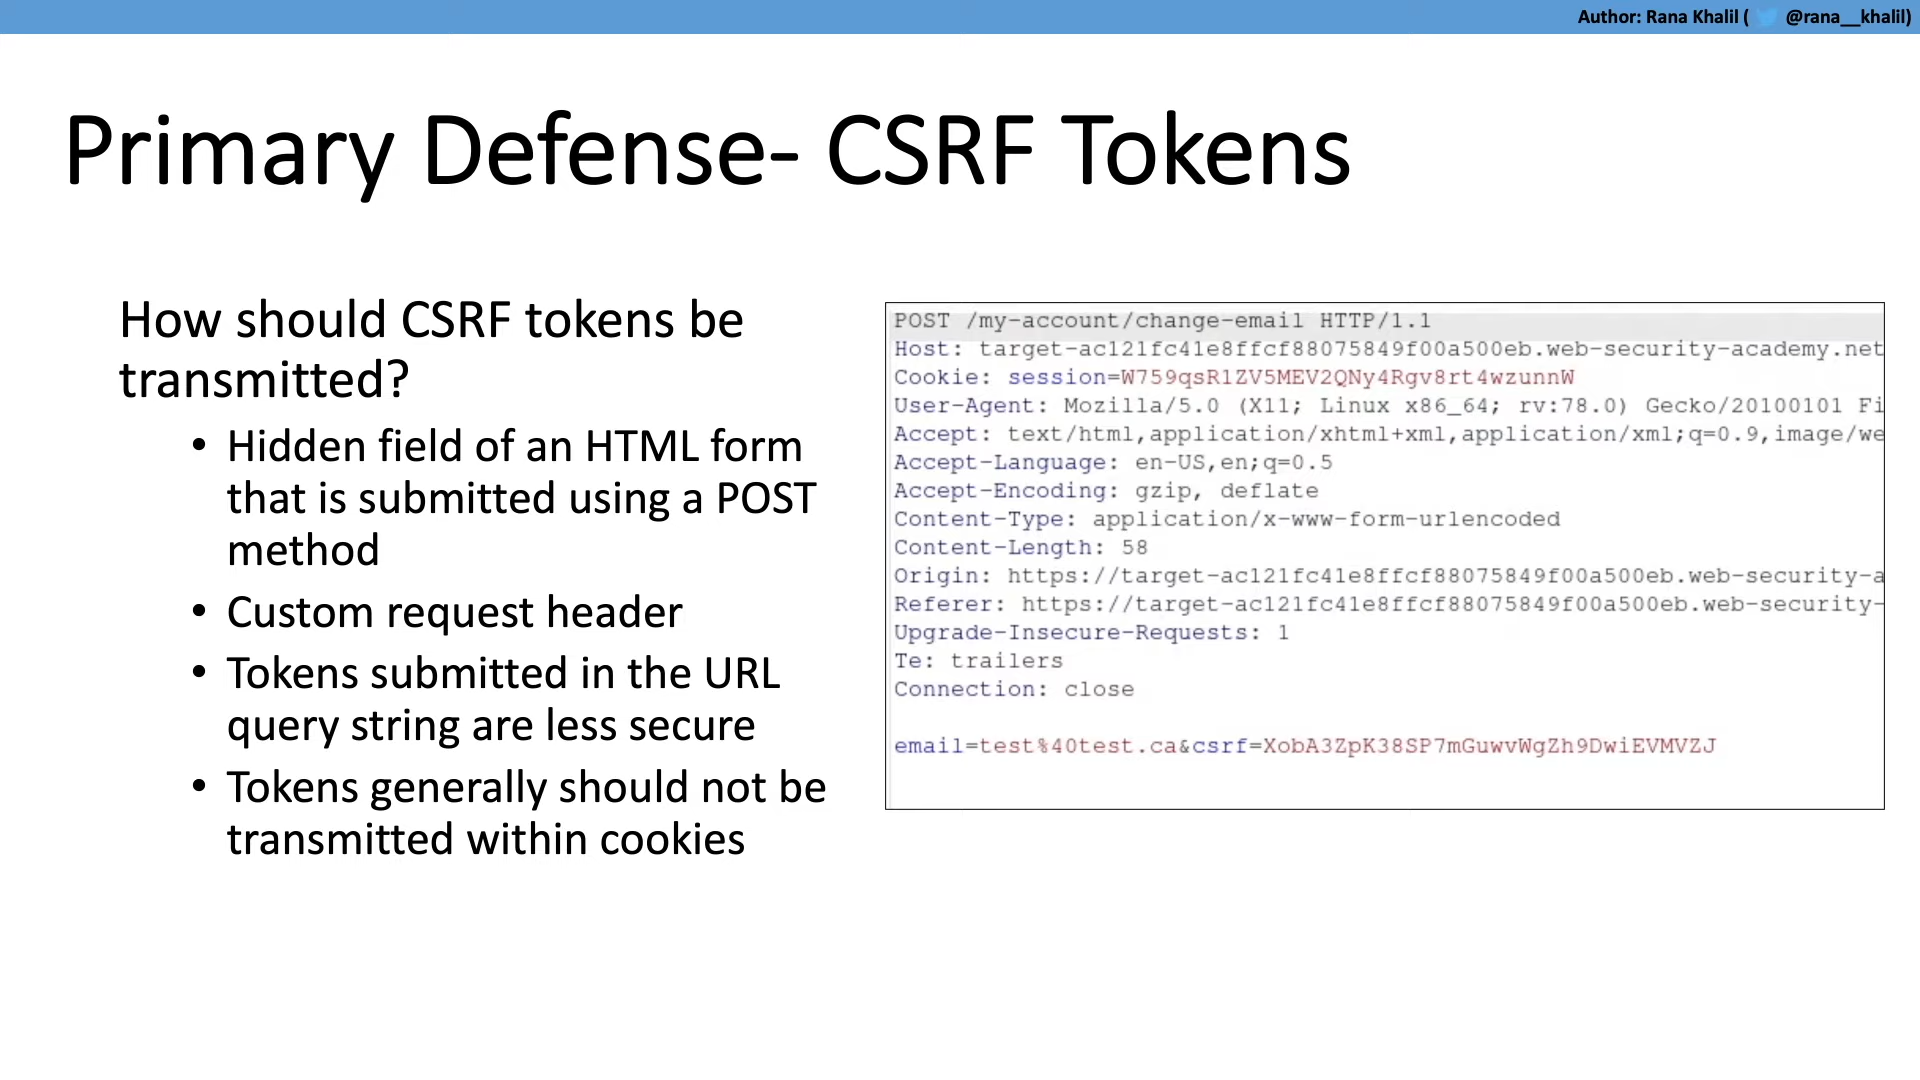 Author: Rana Khalil ( @rana__khalil)
Primary Defense- CSRF Tokens
How should CSRF tokens be
transmitted?
• Hidden field of an HTML form
that is submitted using a POST
method
• Custom request header
• Tokens submitted in the URL
query string are less secure
• Tokens generally should not be
transmitted within cookies
POST /my-account/change-email HTTP/1.1
Host: target-ac121fc41e8ffcf88075849f00a500eb.web-security-academy.net
Cookie: session=W759qsR1ZV5MEV2QNy4Rgv8rt4wzunnW
User-Agent: Mozilla/5.0 (X11; Linux x86_64; rv:78.0) Gecko/20100101 Fi
Accept: text/html,application/xhtml+xml,application/xml;q=0.9,image/we
Accept-Language: en-US,en;q=0.5
Accept-Encoding: gzip, deflate
Content-Type: application/x-www-form-urlencoded
Content-Length: 58
Origin: https://target-ac121fc41e8ffcf88075849f00a500eb.web-security-a
Referer: https://target-ac121fc41e8ffcf88075849f00a500eb.web-security-
Upgrade-Insecure-Requests: 1
Te: trailers
Connection: close
email=test%40test.ca&csrf=XobA3ZpK38SP7mGuwvWgZh9DwiEVMVZJ